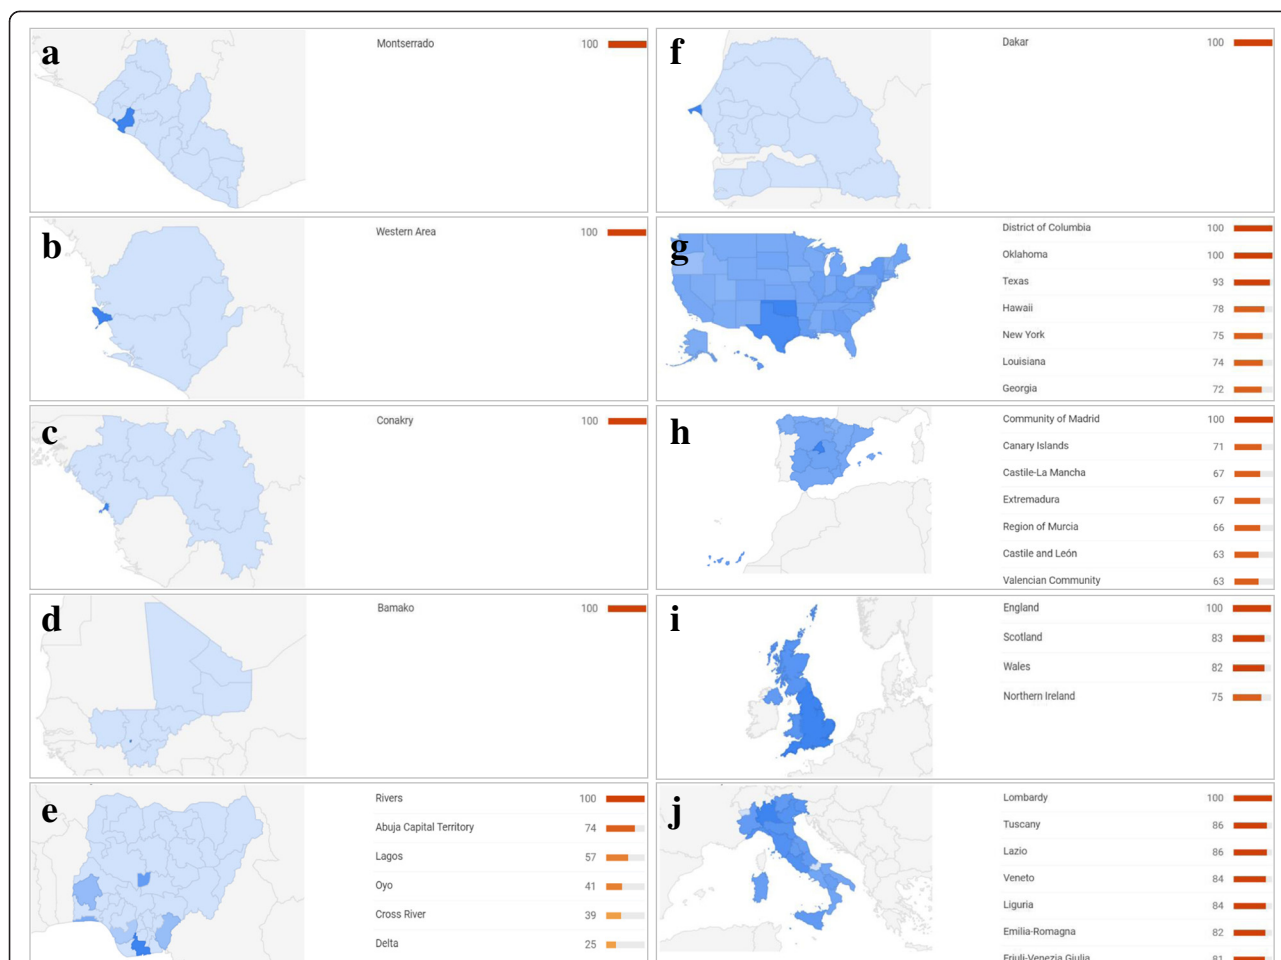 a
Montserrado 100
b
Western Area 100
c
Conakry 100
d
Bamako 100
e
Rivers 100
Abuja Capital Territory 74
Lagos 57
Oyo 41
Cross River 39
Delta 25
f
Dakar 100
g
District of Columbia 100
Oklahoma 100
Texas 93
Hawaii 78
New York 75
Louisiana 74
Georgia 72
h
Community of Madrid 100
Canary Islands 71
Castile-La Mancha 67
Extremadura 67
Region of Murcia 66
Castile and León 63
Valencian Community 63
i
England 100
Scotland 83
Wales 82
Northern Ireland 75
j
Lombardy 100
Tuscany 86
Lazio 86
Veneto 84
Liguria 84
Emilia-Romagna 82
Friuli-Venezia Giulia 81